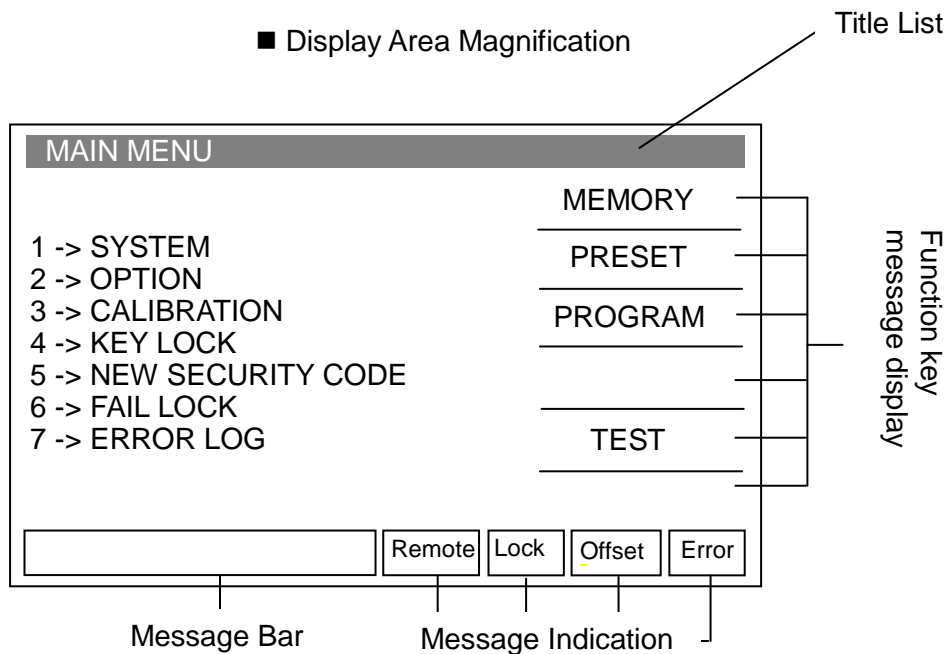 Title List
■ Display Area Magnification
MAIN MENU
MEMORY
PRESET
PROGRAM
TEST
1 -> SYSTEM
2 -> OPTION
3 -> CALIBRATION
4 -> KEY LOCK
5 -> NEW SECURITY CODE
6 -> FAIL LOCK
7 -> ERROR LOG
Function key
message display
Remote
Lock
Offset
Error
Message Bar
Message Indication